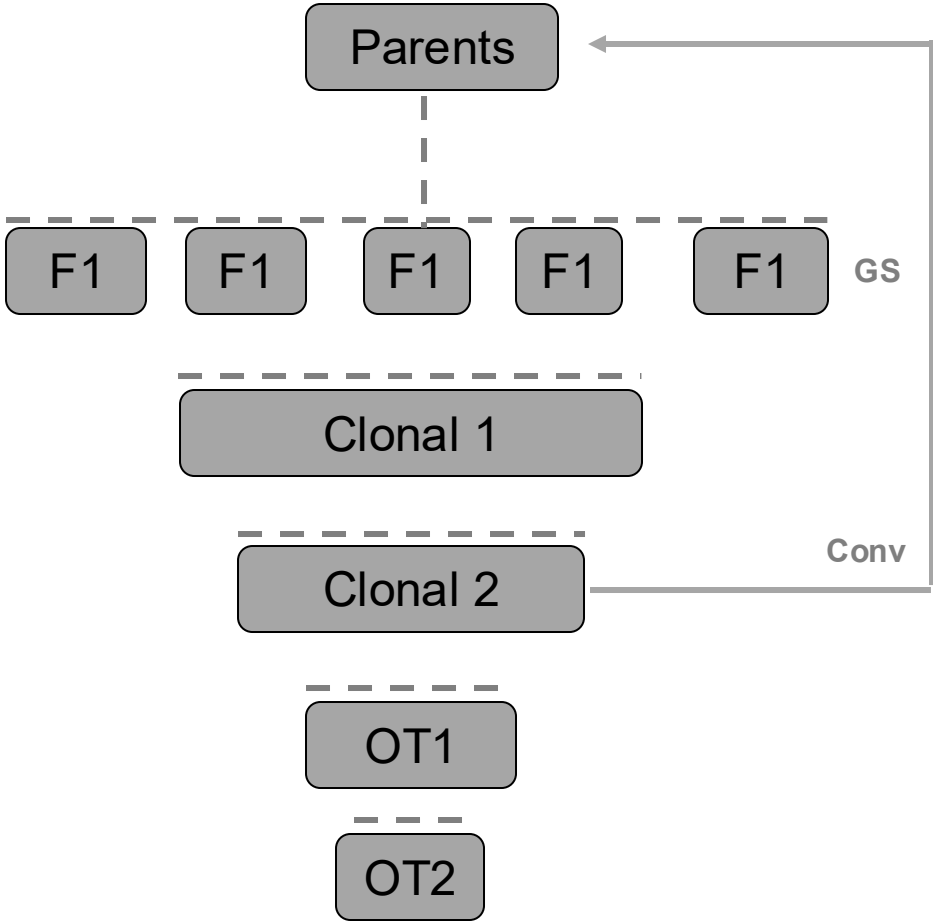 Parents
F1
F1
F1
F1
F1
GS
Clonal 1
Conv
Clonal 2
OT1
OT2